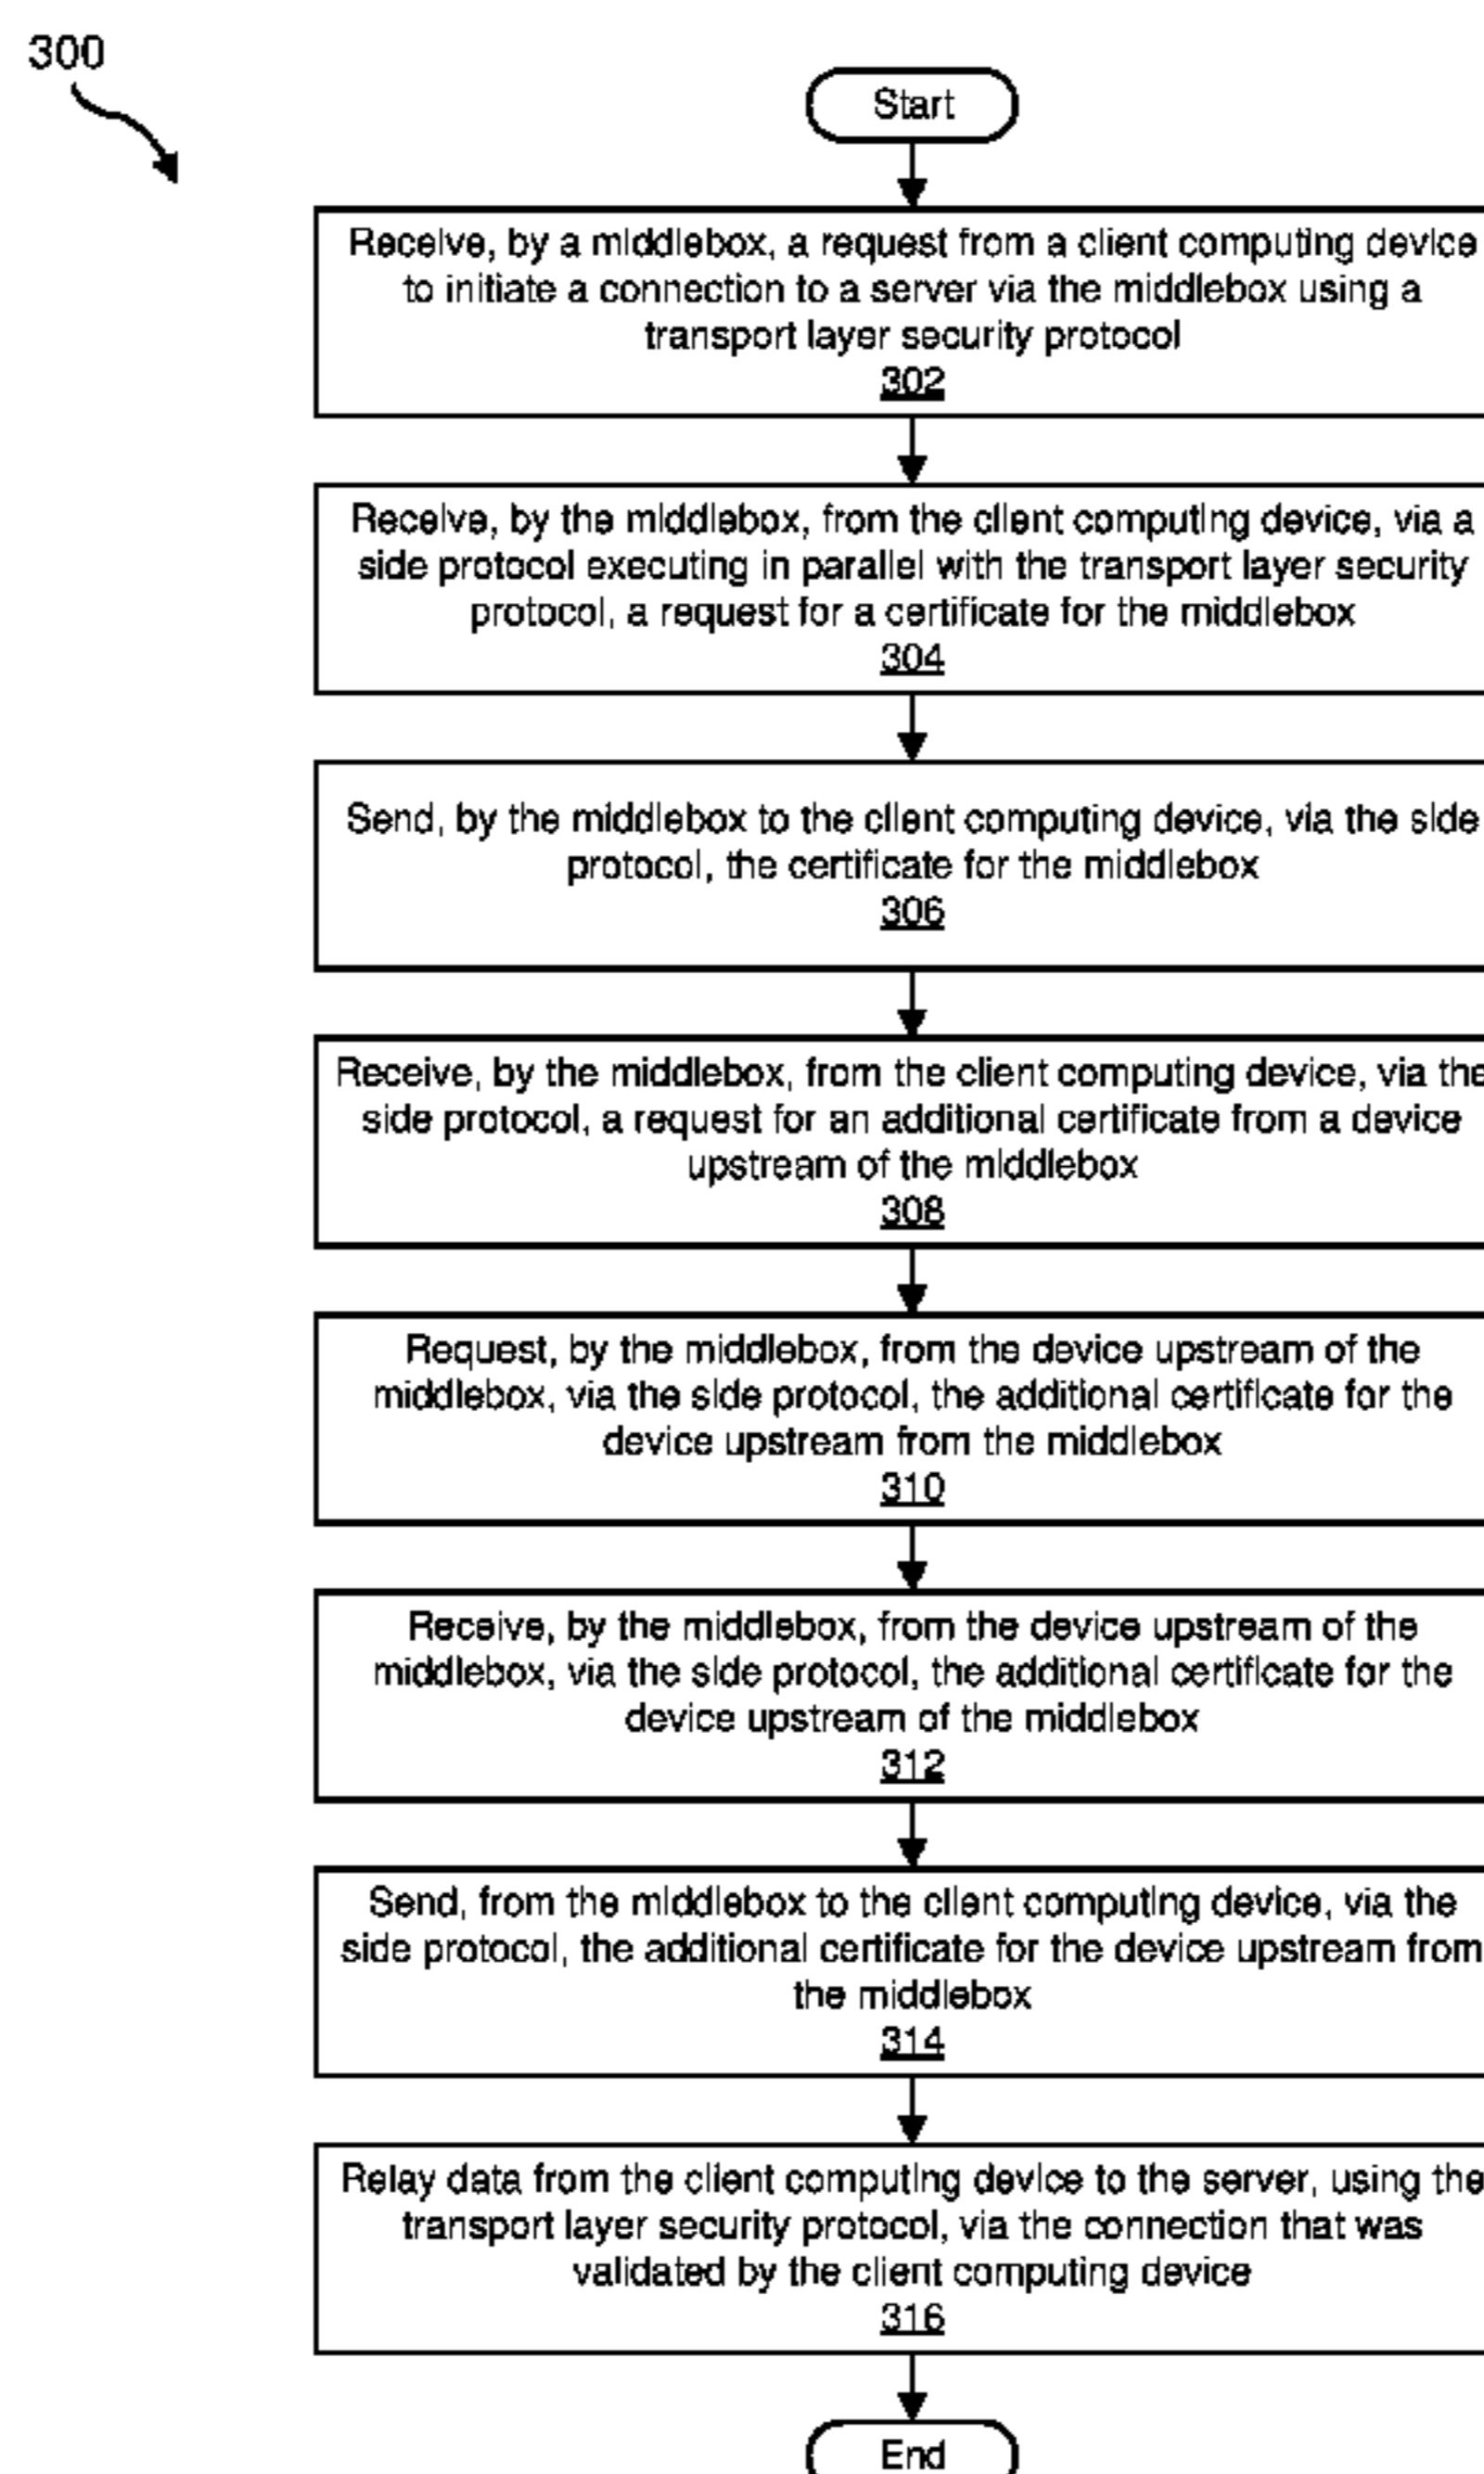 300
Start
Receive, by a middlebox, a request from a client computing device
to initiate a connection to a server via the middlebox using a
transport layer security protocol
302
Receive, by the middlebox, from the client computing device, via a
side protocol executing in parallel with the transport layer security
protocol, a request for a certificate for the middlebox
304
Send, by the middlebox to the client computing device, via the side
protocol, the certificate for the middlebox
306
Receive, by the middlebox, from the client computing device, via the
side protocol, a request for an additional certificate from a device
upstream of the middlebox
308
Request, by the middlebox, from the device upstream of the
middlebox, via the side protocol, the additional certificate for the
device upstream from the middlebox
310
Receive, by the middlebox, from the device upstream of the
middlebox, via the side protocol, the additional certificate for the
device upstream of the middlebox
312
Send, from the middlebox to the client computing device, via the
side protocol, the additional certificate for the device upstream from
the middlebox
314
Relay data from the client computing device to the server, using the
transport layer security protocol, via the connection that was
validated by the client computing device
316
End